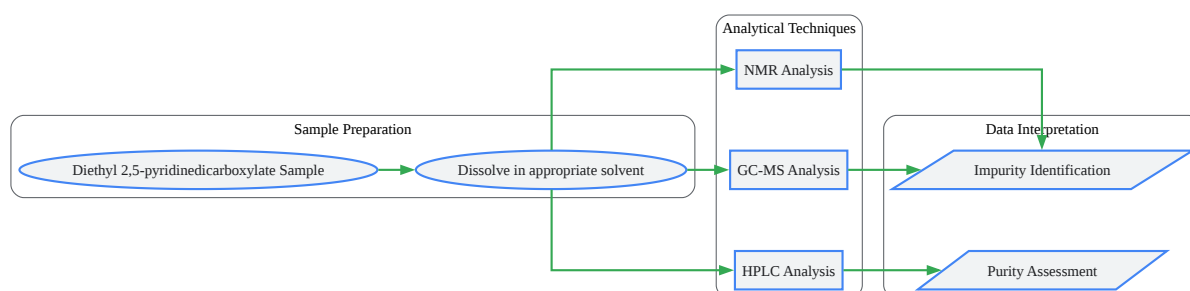 Analytical Techniques
NMR Analysis
Sample Preparation
Data Interpretation
Diethyl 2,5-pyridinedicarboxylate Sample
Dissolve in appropriate solvent
GC-MS Analysis
Impurity Identification
HPLC Analysis
Purity Assessment